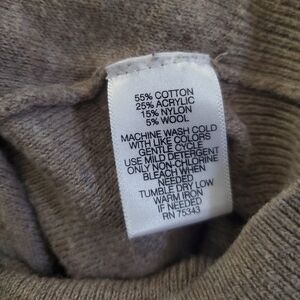 55% COTTON
25% ACRYLIC
15% NYLON
5% WOOL
MACHINE WASH COLD
WITH LIKE COLORS
GENTLE CYCLE
USE MILD DETERGENT
ONLY NON-CHLORINE
BLEACH WHEN
NEEDED
TUMBLE DRY LOW
WARM IRON
IF NEEDED
RN 75343